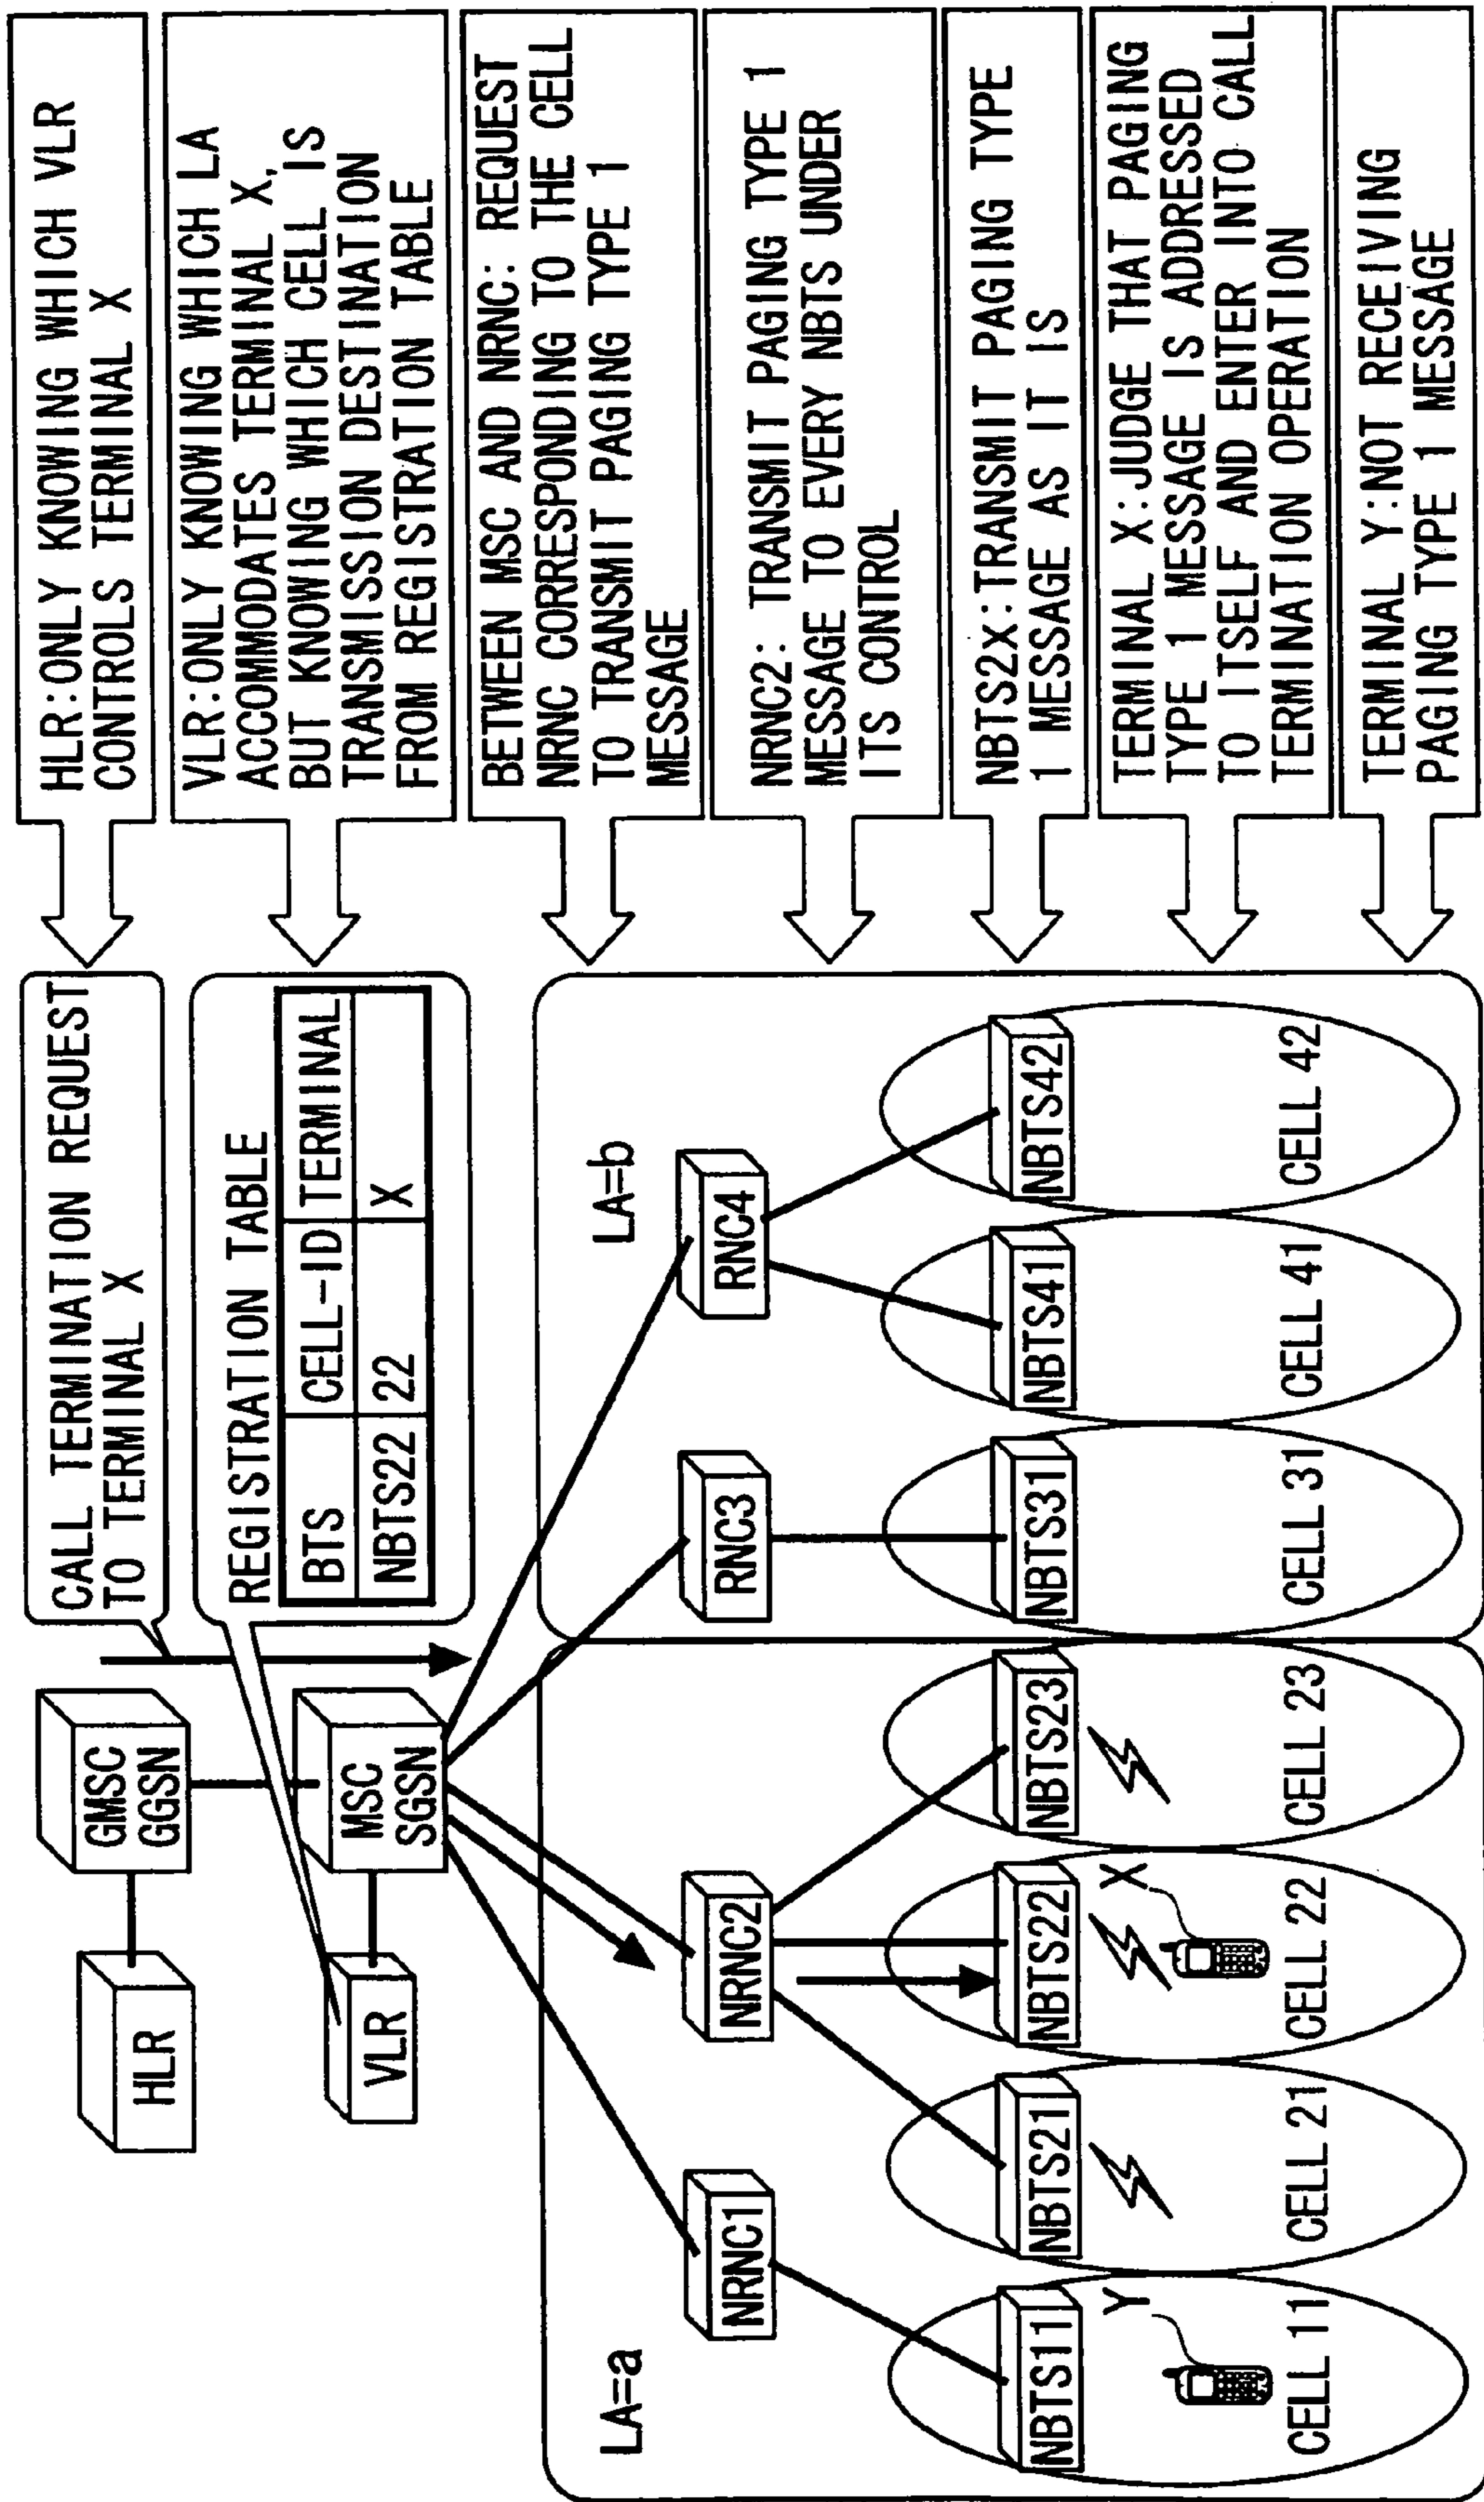 CALL TERMINATION REQUEST
TO TERMINAL X
HLR:ONLY KNOWING WHICH VLR
CONTROLS TERMINAL X
GMSC
GGSN
HLR
REGISTRATION TABLE
BTS CELL-ID TERMINAL
NBTS22 22 X
VLR:ONLY KNOWING WHICH LA
ACCOMMODATES TERMINAL X,
BUT KNOWING WHICH CELL IS
TRANSMISSION DESTINATION
FROM REGISTRATION TABLE
MSC
SGSN
VLR
BETWEEN MSC AND NRNC: REQUEST
NRNC CORRESPONDING TO THE CELL
TO TRANSMIT PAGING TYPE 1
MESSAGE
LA=a
LA=b
NRNC1
NRNC2
RNC3
RNC4
NRNC2: TRANSMIT PAGING TYPE 1
MESSAGE TO EVERY NBTS UNDER
ITS CONTROL
NBTS11
NBTS21
NBTS22
NBTS23
NBTS31
NBTS41
NBTS42
NBTS2X:TRANSMIT PAGING TYPE
1 MESSAGE AS IT IS
Y
X
TERMINAL X:JUDGE THAT PAGING
TYPE 1 MESSAGE IS ADDRESSED
TO ITSELF AND ENTER INTO CALL
TERMINATION OPERATION
CELL 11
CELL 21
CELL 22
CELL 23
CELL 31
CELL 41
CELL 42
TERMINAL Y:NOT RECEIVING
PAGING TYPE 1 MESSAGE